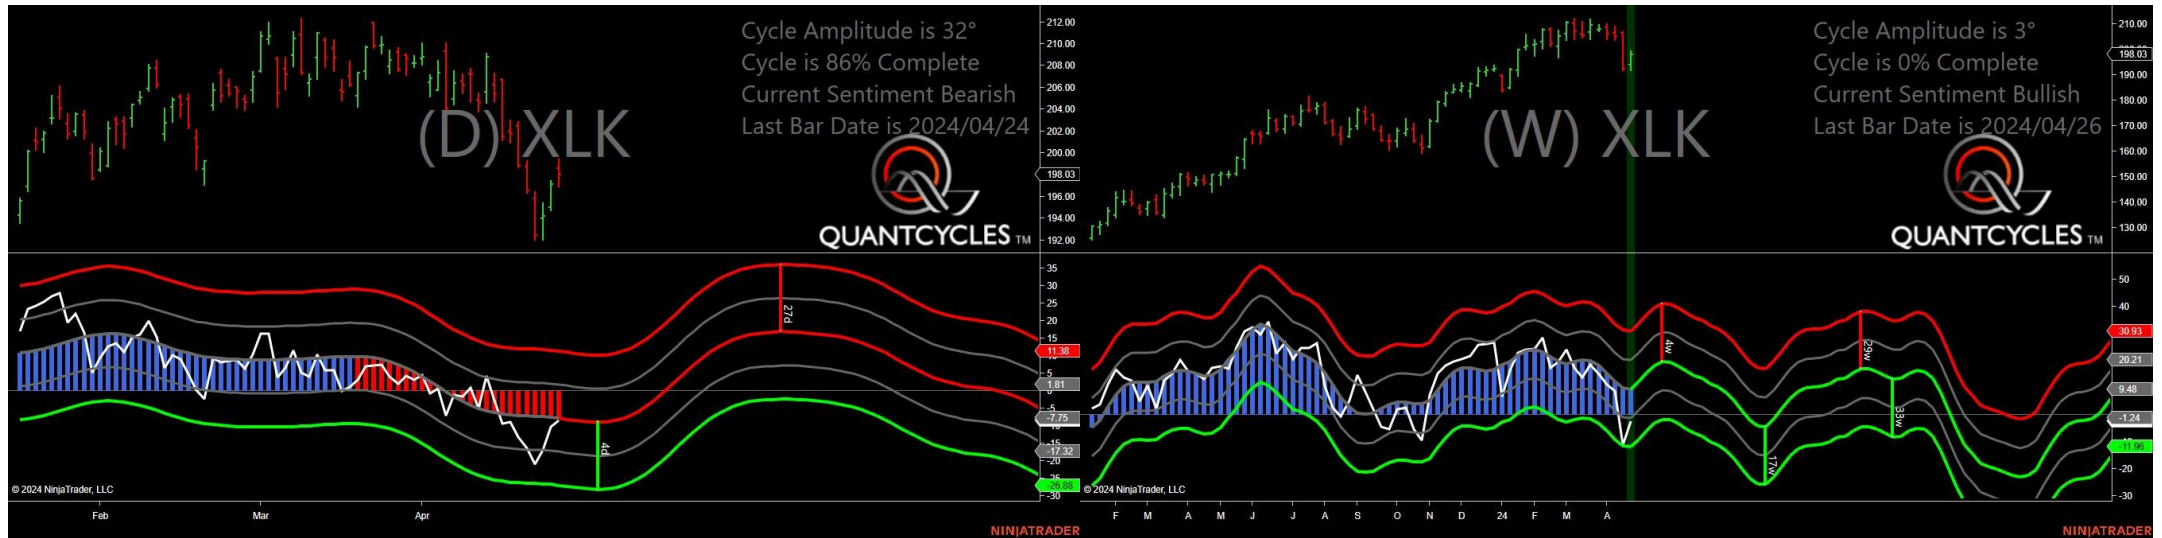 Cycle Amplitude is 32°
Cycle is 86% Complete
Current Sentiment Bearish
Last Bar Date is 2024/04/24
(D) XLK
QUANTCYCLES TM
212.00
210.00
208.00
206.00
204.00
202.00
200.00
198.03
196.00
194.00
192.00
35
30
25
20
15
11.38
5
1.81
0
-5
-7.75
-15
-17.32
-20
-26.88
-30
27d
4d
© 2024 NinjaTrader, LLC
Feb Mar Apr
NINJATRADER
Cycle Amplitude is 3°
Cycle is 0% Complete
Current Sentiment Bullish
Last Bar Date is 2024/04/26
(W) XLK
QUANTCYCLES TM
210.00
198.03
190.00
180.00
170.00
160.00
150.00
140.00
130.00
50
40
30.93
20.21
9.48
-1.24
-11.96
-20
-30
4w
29w
17w
33w
© 2024 NinjaTrader, LLC
F M A M J J A S O N D 24 F M A
NINJATRADER